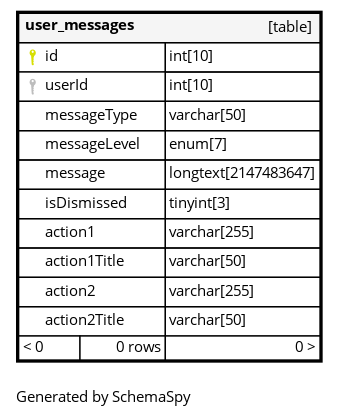 user_messages [table]
id int[10]
userId int[10]
messageType varchar[50]
messageLevel enum[7]
message longtext[2147483647]
isDismissed tinyint[3]
action1 varchar[255]
action1Title varchar[50]
action2 varchar[255]
action2Title varchar[50]
< 0 0 rows 0 >
Generated by SchemaSpy